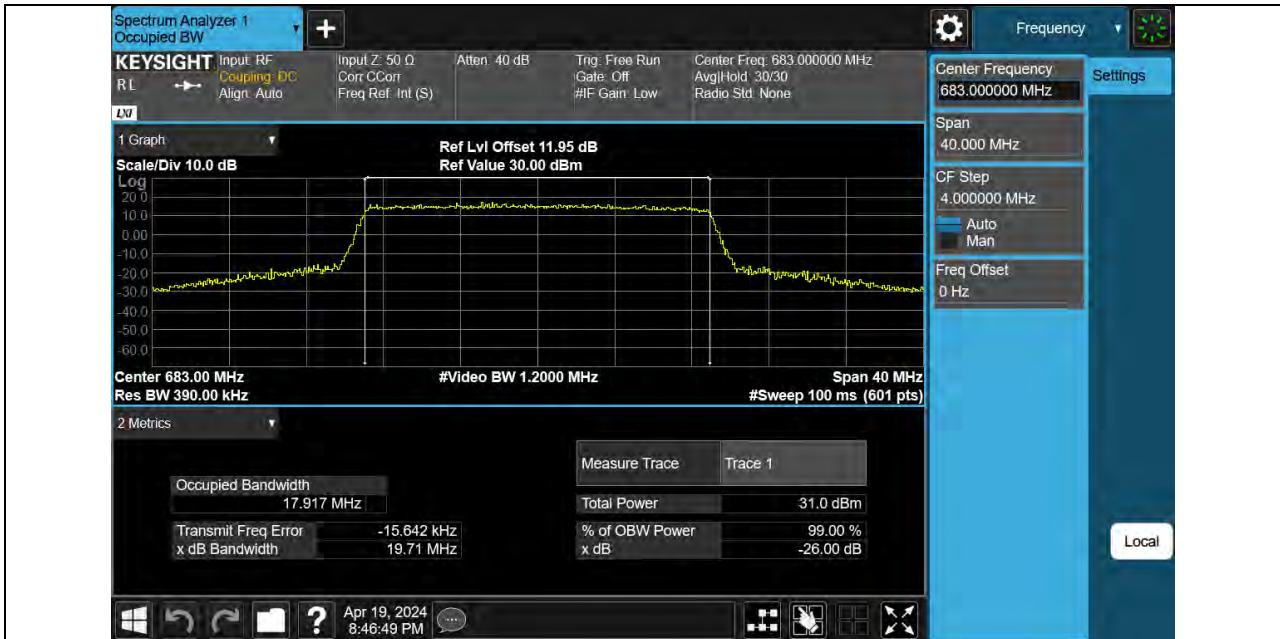 Spectrum Analyzer 1
Occupied BW
+
Frequency
KEYSIGHT
RL
LXI
Input: RF
Coupling: DC
Align: Auto
Input Z: 50 Ω
Corr CCorr
Freq Ref: Int (S)
Atten: 40 dB
Trig: Free Run
Gate: Off
#IF Gain: Low
Center Freq: 683.000000 MHz
Avg|Hold: 30/30
Radio Std: None
Center Frequency
683.000000 MHz
Settings
Span
40.000 MHz
CF Step
4.000000 MHz
Auto
Man
Freq Offset
0 Hz
1 Graph
Scale/Div 10.0 dB
Ref Lvl Offset 11.95 dB
Ref Value 30.00 dBm
Log
20.0
10.0
0.00
-10.0
-20.0
-30.0
-40.0
-50.0
-60.0
Center 683.00 MHz
#Video BW 1.2000 MHz
Span 40 MHz
Res BW 390.00 kHz
#Sweep 100 ms (601 pts)
2 Metrics
Measure Trace
Trace 1
Occupied Bandwidth
17.917 MHz
Total Power
31.0 dBm
Transmit Freq Error
-15.642 kHz
% of OBW Power
99.00 %
x dB Bandwidth
19.71 MHz
x dB
-26.00 dB
Local
?
Apr 19, 2024
8:46:49 PM